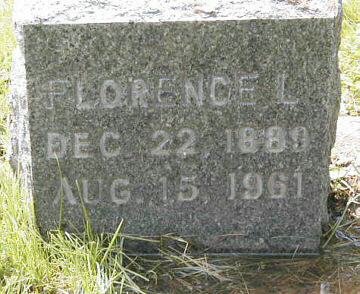 FLORENCE L.
DEC. 22, 1889
AUG. 15, 1961